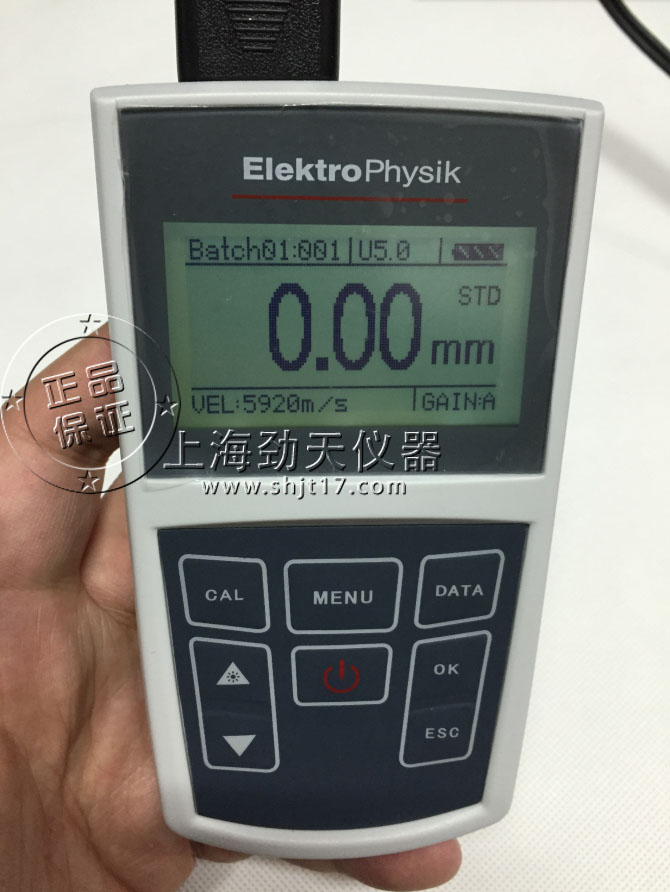 ElektroPhysik
Batch01:001 U5.0
STD
0.00 mm
VEL:5920m/s GAIN:A
正品
保证
上海劲天仪器
www.shjt17.com
CAL MENU DATA
OK
ESC